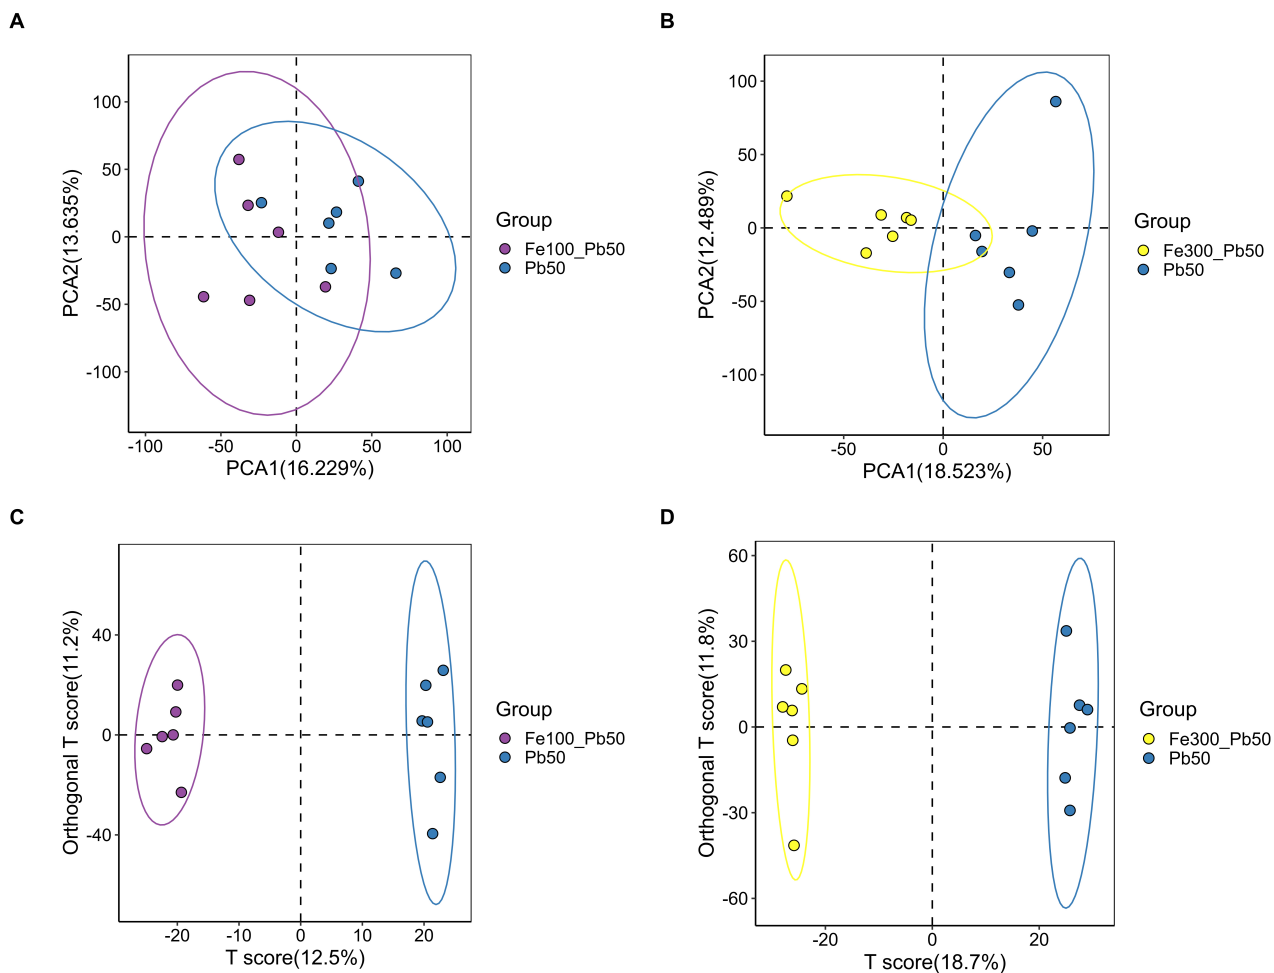 A
100
50
0
-50
-100
-100
-50
0
50
100
PCA2(13.635%)
PCA1(16.229%)
Group
Fe100_Pb50
Pb50
B
100
50
0
-50
-100
-50
0
50
PCA2(12.489%)
PCA1(18.523%)
Group
Fe300_Pb50
Pb50
C
40
0
-40
-20
-10
0
10
20
Orthogonal T score(11.2%)
T score(12.5%)
Group
Fe100_Pb50
Pb50
D
60
30
0
-30
-60
-20
0
20
Orthogonal T score(11.8%)
T score(18.7%)
Group
Fe300_Pb50
Pb50